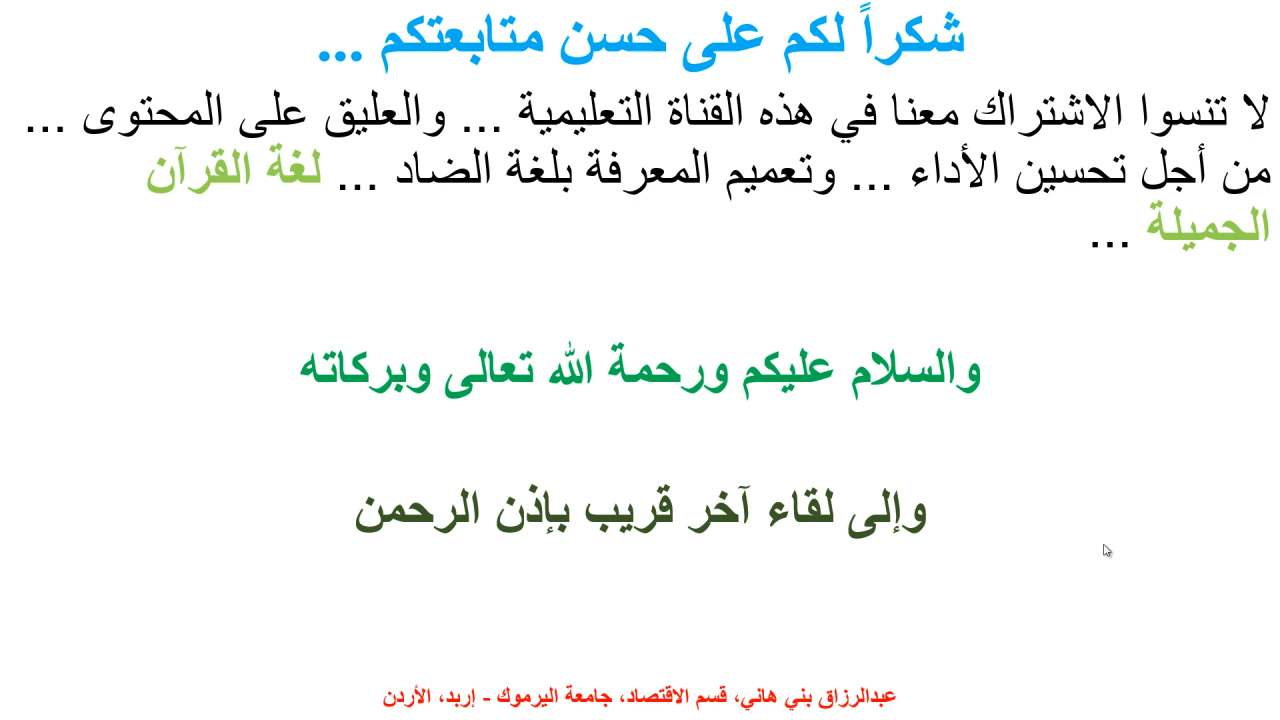 شكراً لكم على حسن متابعتكم ...
لا تنسوا الاشتراك معنا في هذه القناة التعليمية ... والعليق على المحتوى ...
من أجل تحسين الأداء ... وتعميم المعرفة بلغة الضاد ... لغة القرآن
الجميلة ...
والسلام عليكم ورحمة الله تعالى وبركاته
وإلى لقاء آخر قريب بإذن الرحمن
عبدالرزاق بني هاني، قسم الاقتصاد، جامعة اليرموك - إربد، الأردن